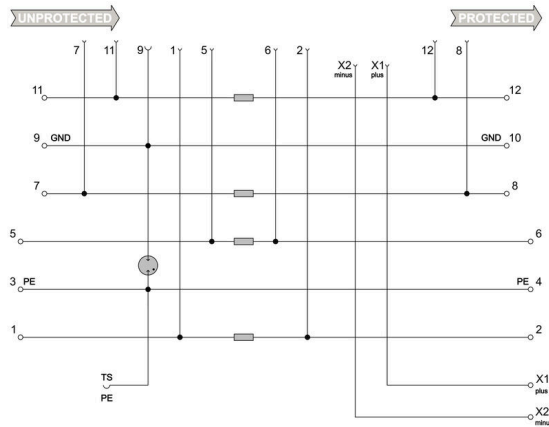 UNPROTECTED PROTECTED
7 11 9 1 5 6 2 12 8
X2 X1
minus plus
11 12
9 GND GND 10
7 8
5 6
3 PE PE 4
1 2
TS X1
plus
PE
X2
minus